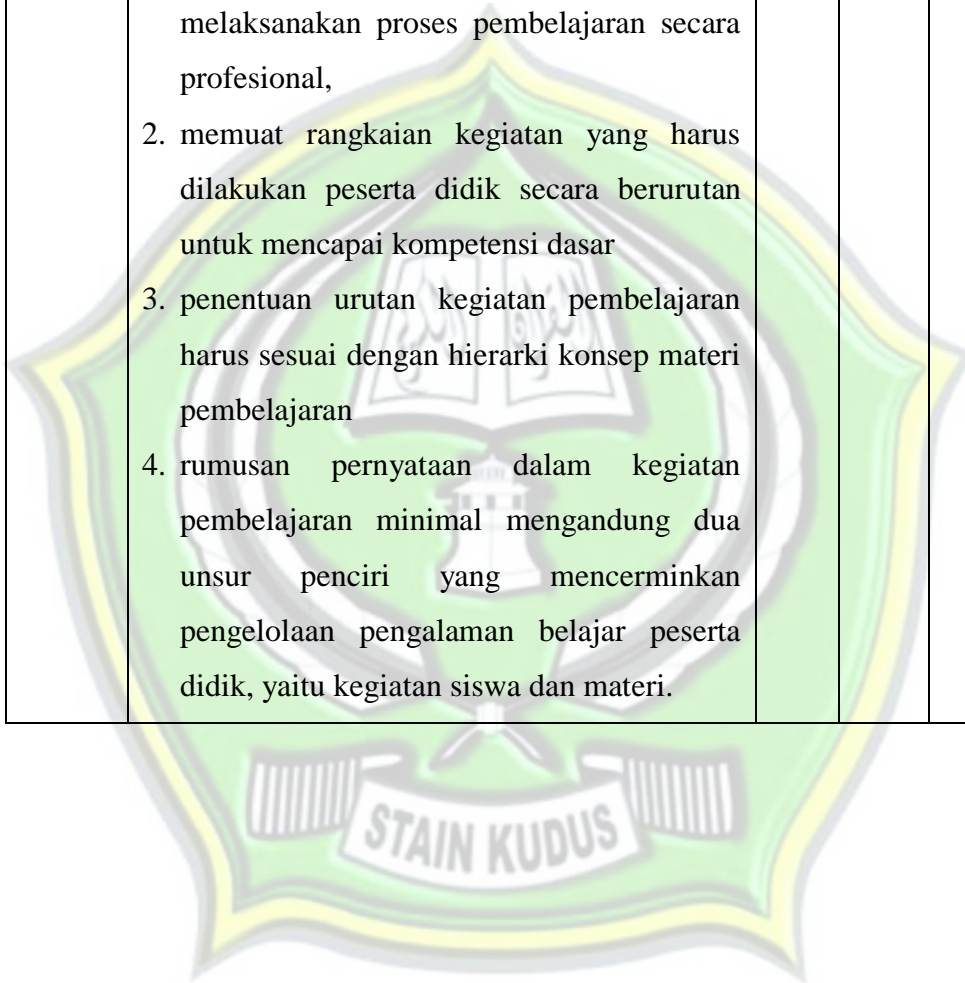 melaksanakan proses pembelajaran secara
profesional,
2. memuat rangkaian kegiatan yang harus
dilakukan peserta didik secara berurutan
untuk mencapai kompetensi dasar
3. penentuan urutan kegiatan pembelajaran
harus sesuai dengan hierarki konsep materi
pembelajaran
4. rumusan pernyataan dalam kegiatan
pembelajaran minimal mengandung dua
unsur penciri yang mencerminkan
pengelolaan pengalaman belajar peserta
didik, yaitu kegiatan siswa dan materi.
STAIN KUDUS